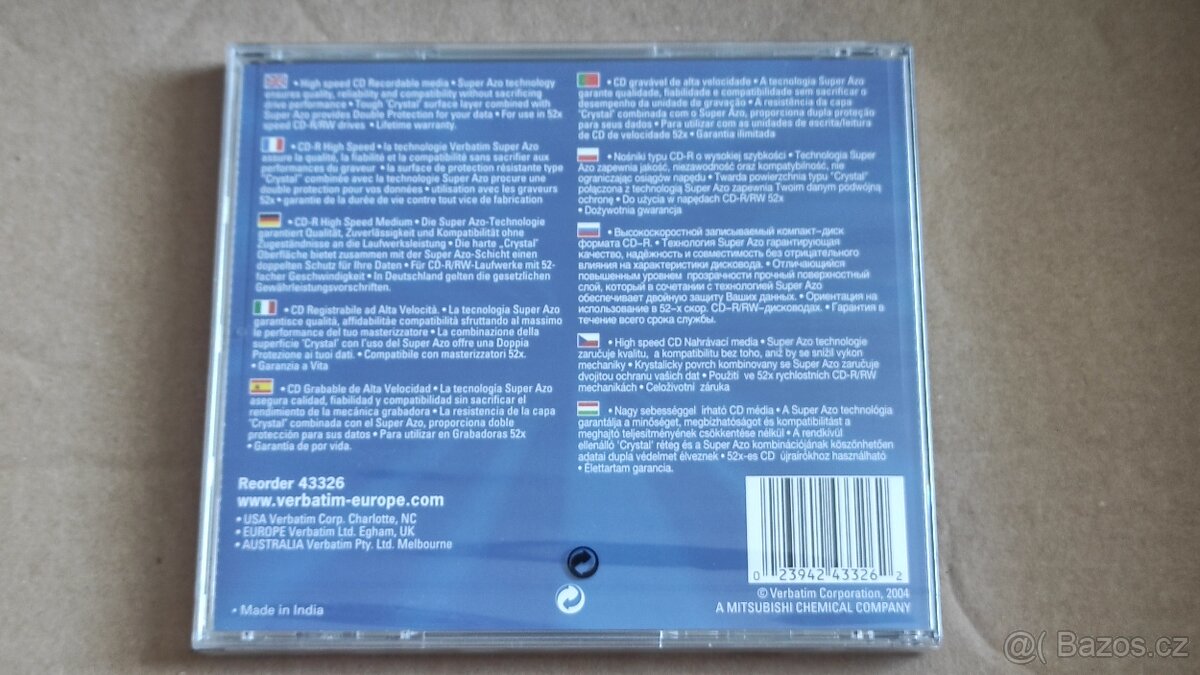 • High speed CD Recordable media • Super Azo technology
ensures quality, reliability and compatibility without sacrificing
drive performance • Tough 'Crystal' surface layer combined with
Super Azo provides Double Protection for your data • For use in 52x
speed CD-R/RW drives • Lifetime warranty.
• CD-R High Speed • la technologie Verbatim Super Azo
assure la qualité, la fiabilité et la compatibilité sans sacrifier aux
performances du graveur • la surface de protection résistante type
"Crystal" combinée avec la technologie Super Azo procure une
double protection pour vos données • utilisation avec les graveurs
52x • garantie de la durée de vie contre tout vice de fabrication
• CD-R High Speed Medium • Die Super Azo-Technologie
garantiert Qualität, Zuverlässigkeit und Kompatibilität ohne
Zugeständnisse an die Laufwerksleistung • Die harte „Crystal"
Oberfläche bietet zusammen mit der Super Azo-Schicht einen
doppelten Schutz für Ihre Daten • Für CD-R/RW-Laufwerke mit 52-
facher Geschwindigkeit • In Deutschland gelten die gesetzlichen
Gewährleistungsvorschriften.
• CD Registrabile ad Alta Velocità. • La tecnologia Super Azo
garantisce qualità, affidabilitàe compatibilità sfruttando al massimo
le performance del tuo masterizzatore • La combinazione della
superficie 'Crystal' con l'uso del Super Azo offre una Doppia
Protezione ai tuoi dati. • Compatibile con masterizzatori 52x.
• Garanzia a Vita
• CD Grabable de Alta Velocidad • La tecnología Super Azo
asegura calidad, fiabilidad y compatibilidad sin sacrificar el
rendimiento de la mecánica grabadora • La resistencia de la capa
'Crystal' combinada con el Super Azo, proporciona doble
protección para sus datos • Para utilizar en Grabadoras 52x
• Garantía de por vida.
Reorder 43326
www.verbatim-europe.com
• USA Verbatim Corp. Charlotte, NC
• EUROPE Verbatim Ltd. Egham, UK
• AUSTRALIA Verbatim Pty. Ltd. Melbourne
• Made in India
• CD gravável de alta velocidade • A tecnologia Super Azo
garante qualidade, fiabilidade e compatibilidade sem sacrificar o
desempenho da unidade de gravação • A resistência da capa
'Crystal' combinada com o Super Azo, proporciona dupla proteção
para seus dados • Para utilizar com as unidades de escrita/leitura
de CD de velocidade 52x • Garantia ilimitada
• Nośniki typu CD-R o wysokiej szybkości • Technologia Super
Azo zapewnia jakość, niezawodność oraz kompatybilność, nie
ograniczając osiągów napędu • Twarda powierzchnia typu "Crystal"
połączona z technologią Super Azo zapewnia Twoim danym podwójną
ochronę • Do użycia w napędach CD-R/RW 52x
• Dożywotnia gwarancja
• Высокоскоростной записываемый компакт-диск
формата CD-R. • Технология Super Azo гарантирующая
качество, надёжность и совместимость без отрицательного
влияния на характеристики дисковода. • Отличающийся
повышенным уровнем прозрачности прочный поверхностный
слой, который в сочетании с технологией Super Azo
обеспечивает двойную защиту Ваших данных. • Ориентация на
использование в 52-х скор. CD-R/RW-дисководах. • Гарантия в
течение всего срока службы.
• High speed CD Nahrávací media • Super Azo technologie
zaručuje kvalitu, a kompatibilitu bez toho, aniž by se snížil vykon
mechaniky • Krystalicky povrch kombinovany se Super Azo zaručuje
dvojitou ochranu vašich dat • Použiti ve 52x rychlostních CD-R/RW
mechanikách • Celoživotní záruka
• Nagy sebességgel írható CD média • A Super Azo technológia
garantálja a minőséget, megbízhatóságot és kompatibilitást a
meghajtó teljesítményének csökkentése nélkül • A rendkívül
ellenálló 'Crystal' réteg és a Super Azo kombinációjának köszönhetően
adatai dupla védelmet élveznek • 52x-es CD újraírókhoz használható
• Élettartam garancia.
0 23942 43326 2
© Verbatim Corporation, 2004
A MITSUBISHI CHEMICAL COMPANY
Bazos.cz